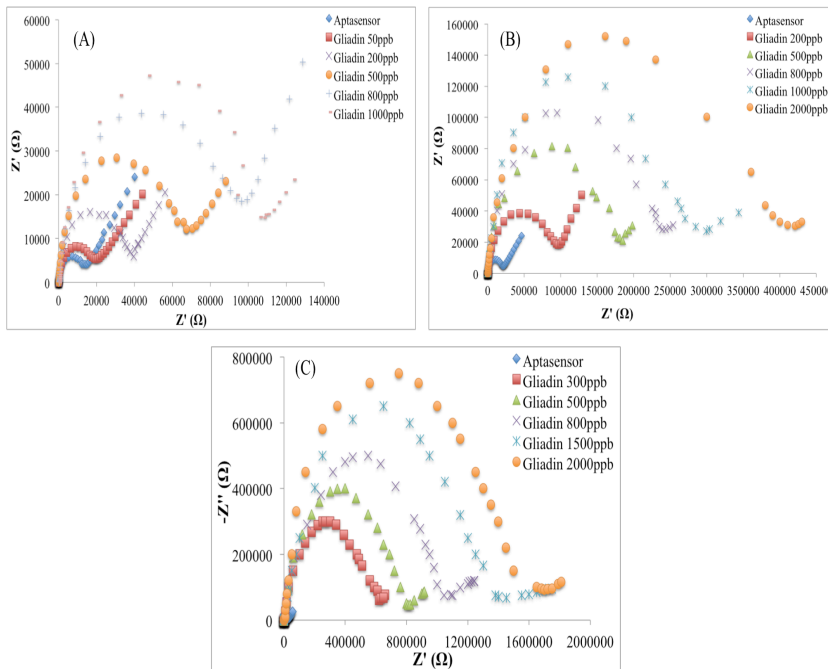 (A)
Aptasensor
Gliadin 50ppb
Gliadin 200ppb
Gliadin 500ppb
Gliadin 800ppb
Gliadin 1000ppb
60000
50000
40000
30000
20000
10000
0
Z' (Ω)
0 20000 40000 60000 80000 100000 120000 140000
Z' (Ω)
(B)
Aptasensor
Gliadin 200ppb
Gliadin 500ppb
Gliadin 800ppb
Gliadin 1000ppb
Gliadin 2000ppb
160000
140000
120000
100000
80000
60000
40000
20000
0
Z' (Ω)
0 50000 100000 150000 200000 250000 300000 350000 400000 450000
Z' (Ω)
(C)
Aptasensor
Gliadin 300ppb
Gliadin 500ppb
Gliadin 800ppb
Gliadin 1500ppb
Gliadin 2000ppb
800000
600000
400000
200000
0
-Z'' (Ω)
0 400000 800000 1200000 1600000 2000000
Z' (Ω)